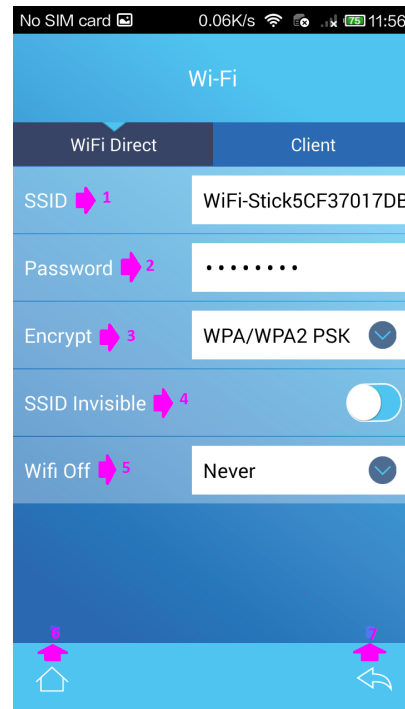 No SIM card 0.06K/s 75 11:56
Wi-Fi
WiFi Direct Client
SSID 1 WiFi-Stick5CF37017DB
Password 2 ••••••••
Encrypt 3 WPA/WPA2 PSK
SSID Invisible 4
Wifi Off 5 Never
6 7